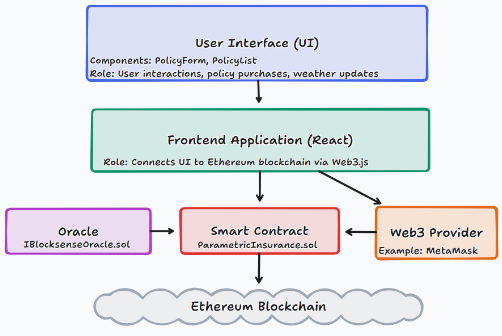 User Interface (UI)
Components: PolicyForm, PolicyList
Role: User interactions, policy purchases, weather updates
Frontend Application (React)
Role: Connects UI to Ethereum blockchain via Web3.js
Oracle
IBlocksenseOracle.sol
Smart Contract
ParametricInsurance.sol
Web3 Provider
Example: MetaMask
Ethereum Blockchain